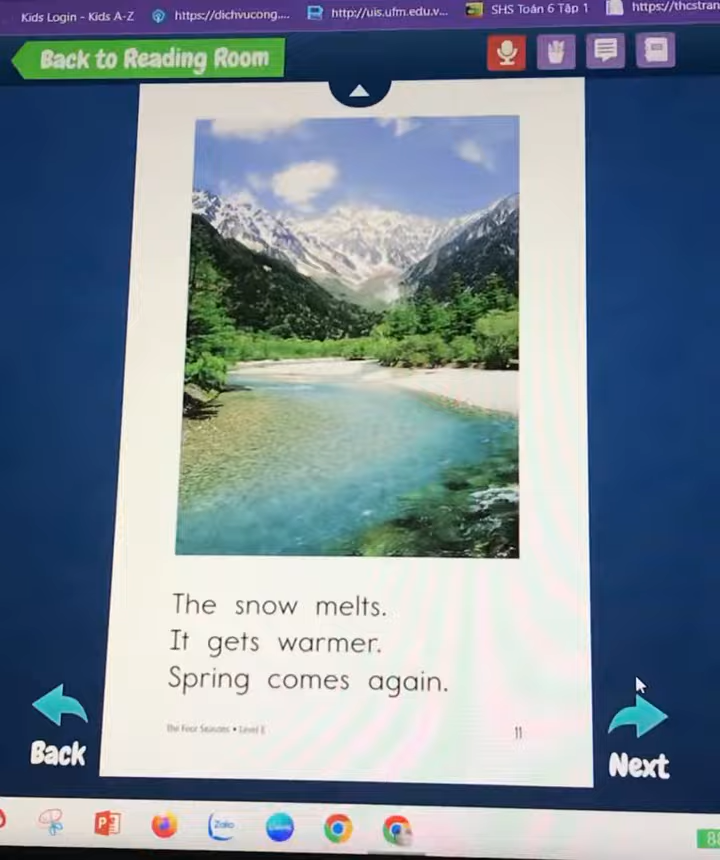 Kids Login - Kids A-Z
https://dichvucong....
http://uis.ufm.edu.v...
SHS Toán 6 Tập 1
https://thcstran
Back to Reading Room
The snow melts.
It gets warmer.
Spring comes again.
The Four Seasons • Level E
11
Back
Next
Zalo